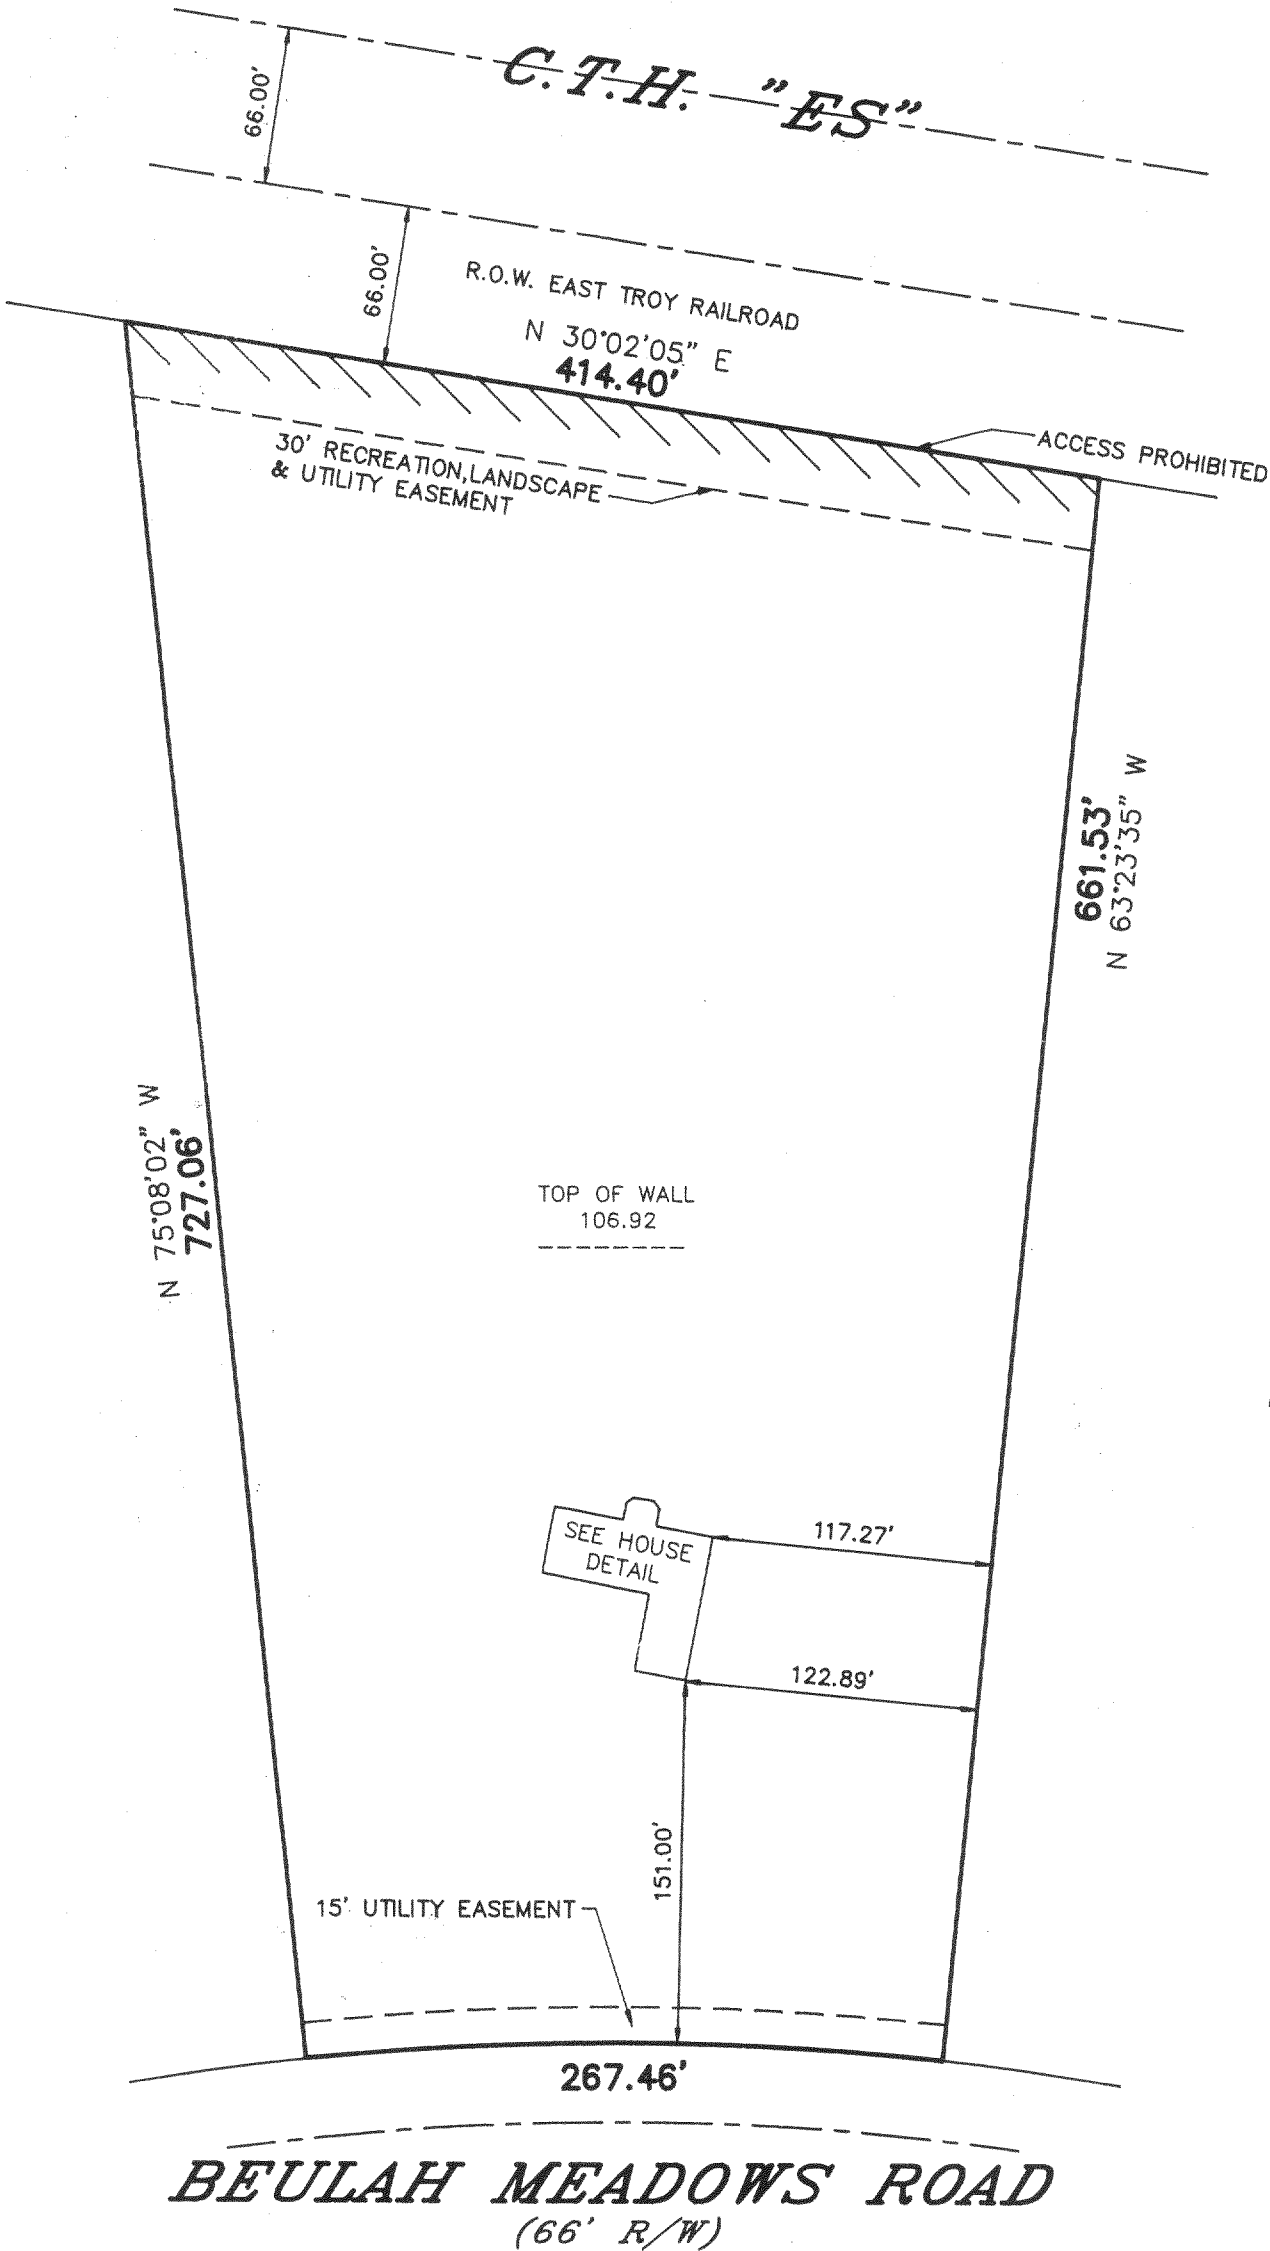 C.T.H. "ES"
66.00'
66.00'
R.O.W. EAST TROY RAILROAD
N 30°02'05" E
414.40'
ACCESS PROHIBITED
30' RECREATION, LANDSCAPE
& UTILITY EASEMENT
661.53'
N 63°23'35" W
N 75°08'02" W
727.06'
TOP OF WALL
106.92
SEE HOUSE
DETAIL
117.27'
122.89'
151.00'
15' UTILITY EASEMENT
267.46'
BEULAH MEADOWS ROAD
(66' R/W)